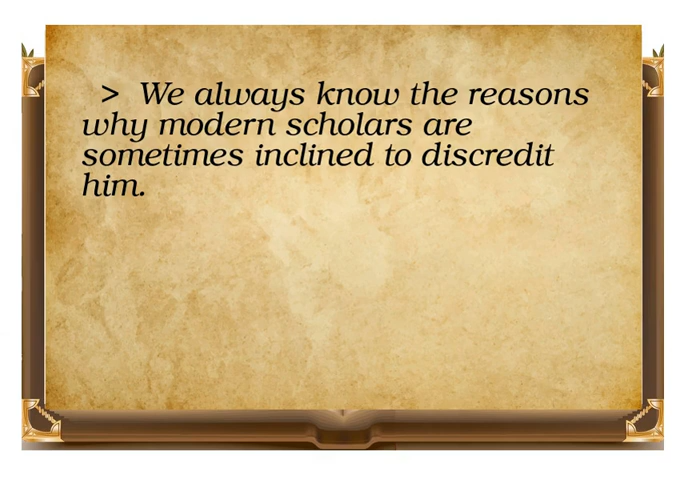 > We always know the reasons
why modern scholars are
sometimes inclined to discredit
him.